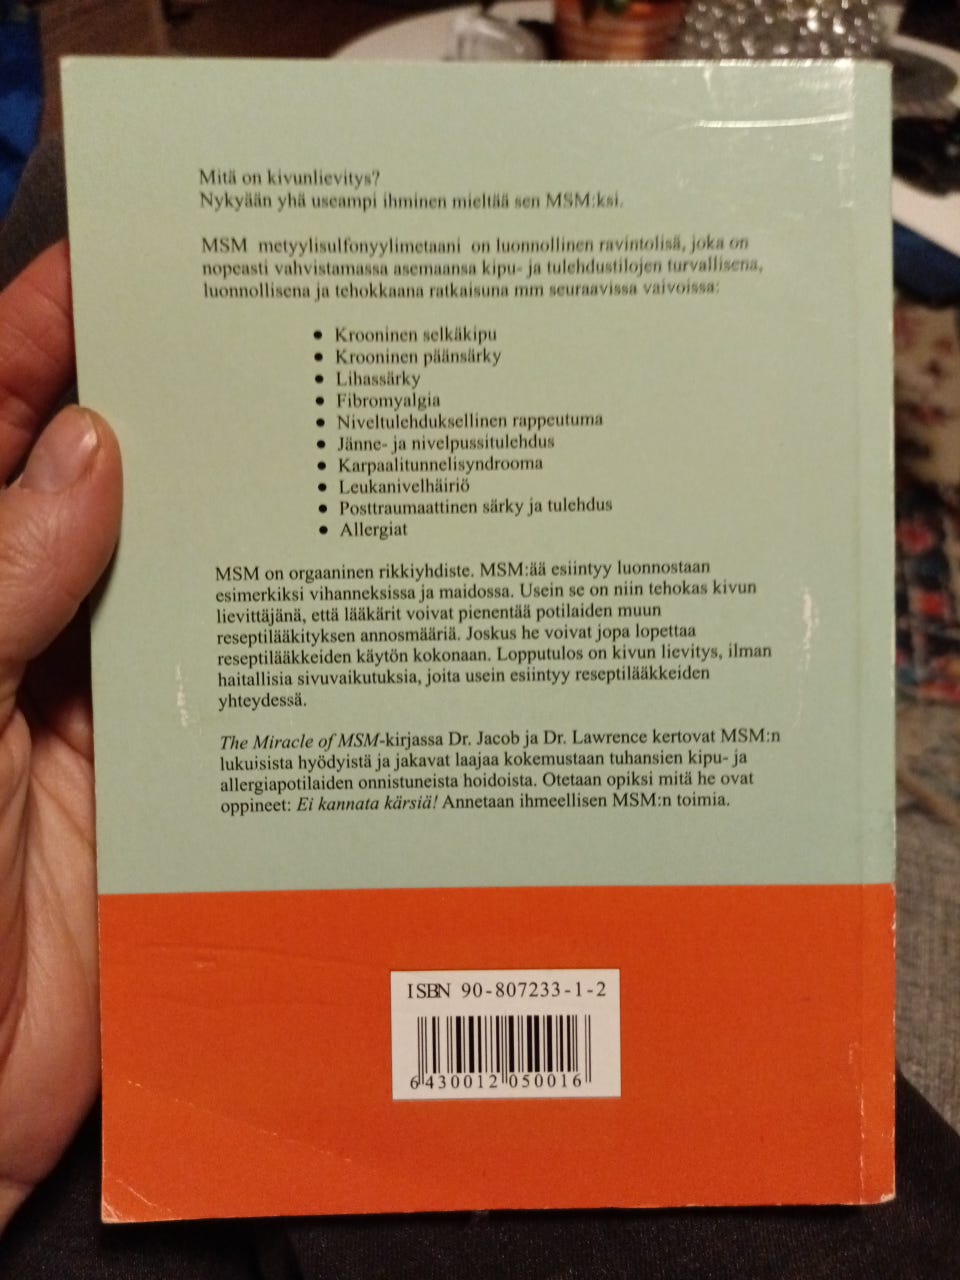 Mitä on kivunlievitys?
Nykyään yhä useampi ihminen mieltää sen MSM:ksi.
MSM metyylisulfonyylimetaani on luonnollinen ravintolisä, joka on
nopeasti vahvistamassa asemaansa kipu- ja tulehdustilojen turvallisena,
luonnollisena ja tehokkaana ratkaisuna mm seuraavissa vaivoissa:
• Krooninen selkäkipu
• Krooninen päänsärky
• Lihassärky
• Fibromyalgia
• Niveltulehduksellinen rappeutuma
• Jänne- ja nivelpussitulehdus
• Karpaalitunnelisyndrooma
• Leukanivelhäiriö
• Posttraumaattinen särky ja tulehdus
• Allergiat
MSM on orgaaninen rikkiyhdiste. MSM:ää esiintyy luonnostaan
esimerkiksi vihanneksissa ja maidossa. Usein se on niin tehokas kivun
lievittäjänä, että lääkärit voivat pienentää potilaiden muun
reseptilääkityksen annosmääriä. Joskus he voivat jopa lopettaa
reseptilääkkeiden käytön kokonaan. Lopputulos on kivun lievitys, ilman
haitallisia sivuvaikutuksia, joita usein esiintyy reseptilääkkeiden
yhteydessä.
The Miracle of MSM-kirjassa Dr. Jacob ja Dr. Lawrence kertovat MSM:n
lukuisista hyödyistä ja jakavat laajaa kokemustaan tuhansien kipu- ja
allergiapotilaiden onnistuneista hoidoista. Otetaan opiksi mitä he ovat
oppineet: Ei kannata kärsiä! Annetaan ihmeellisen MSM:n toimia.
ISBN 90-807233-1-2
6 430012 050016